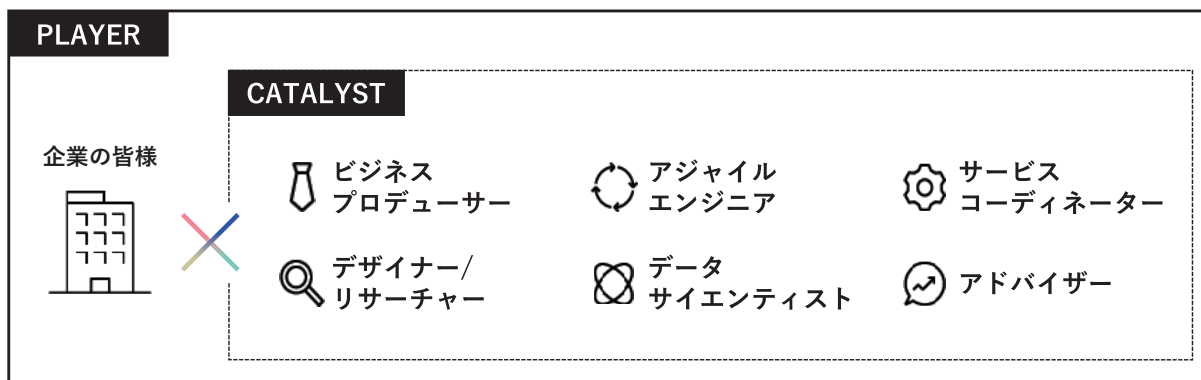 PLAYER
CATALYST
企業の皆様
ビジネス
プロデューサー
アジャイル
エンジニア
サービス
コーディネーター
デザイナー/
リサーチャー
データ
サイエンティスト
アドバイザー